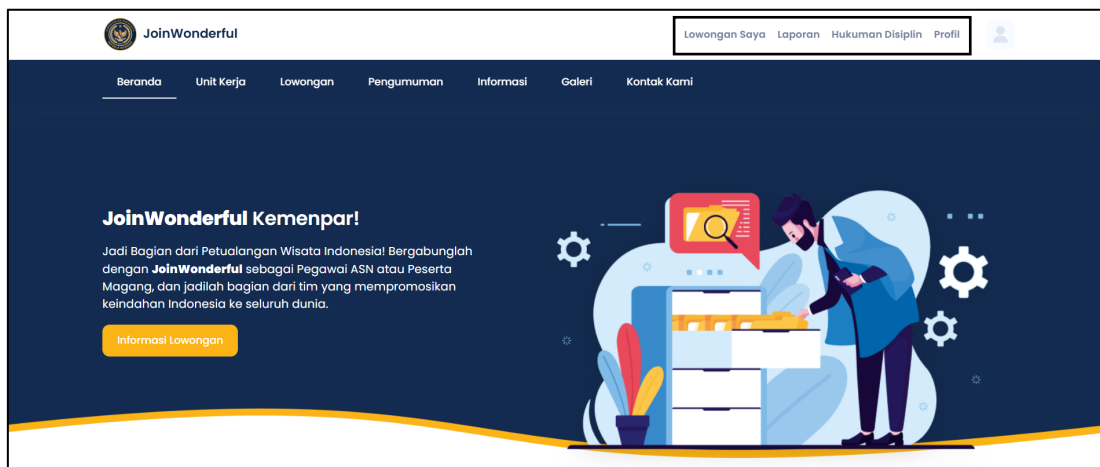 JoinWonderful
Lowongan Saya Laporan Hukuman Disiplin Profil
Beranda Unit Kerja Lowongan Pengumuman Informasi Galeri Kontak Kami
JoinWonderful Kemenpar!
Jadi Bagian dari Petualangan Wisata Indonesia! Bergabunglah
dengan JoinWonderful sebagai Pegawai ASN atau Peserta
Magang, dan jadilah bagian dari tim yang mempromosikan
keindahan Indonesia ke seluruh dunia.
Informasi Lowongan